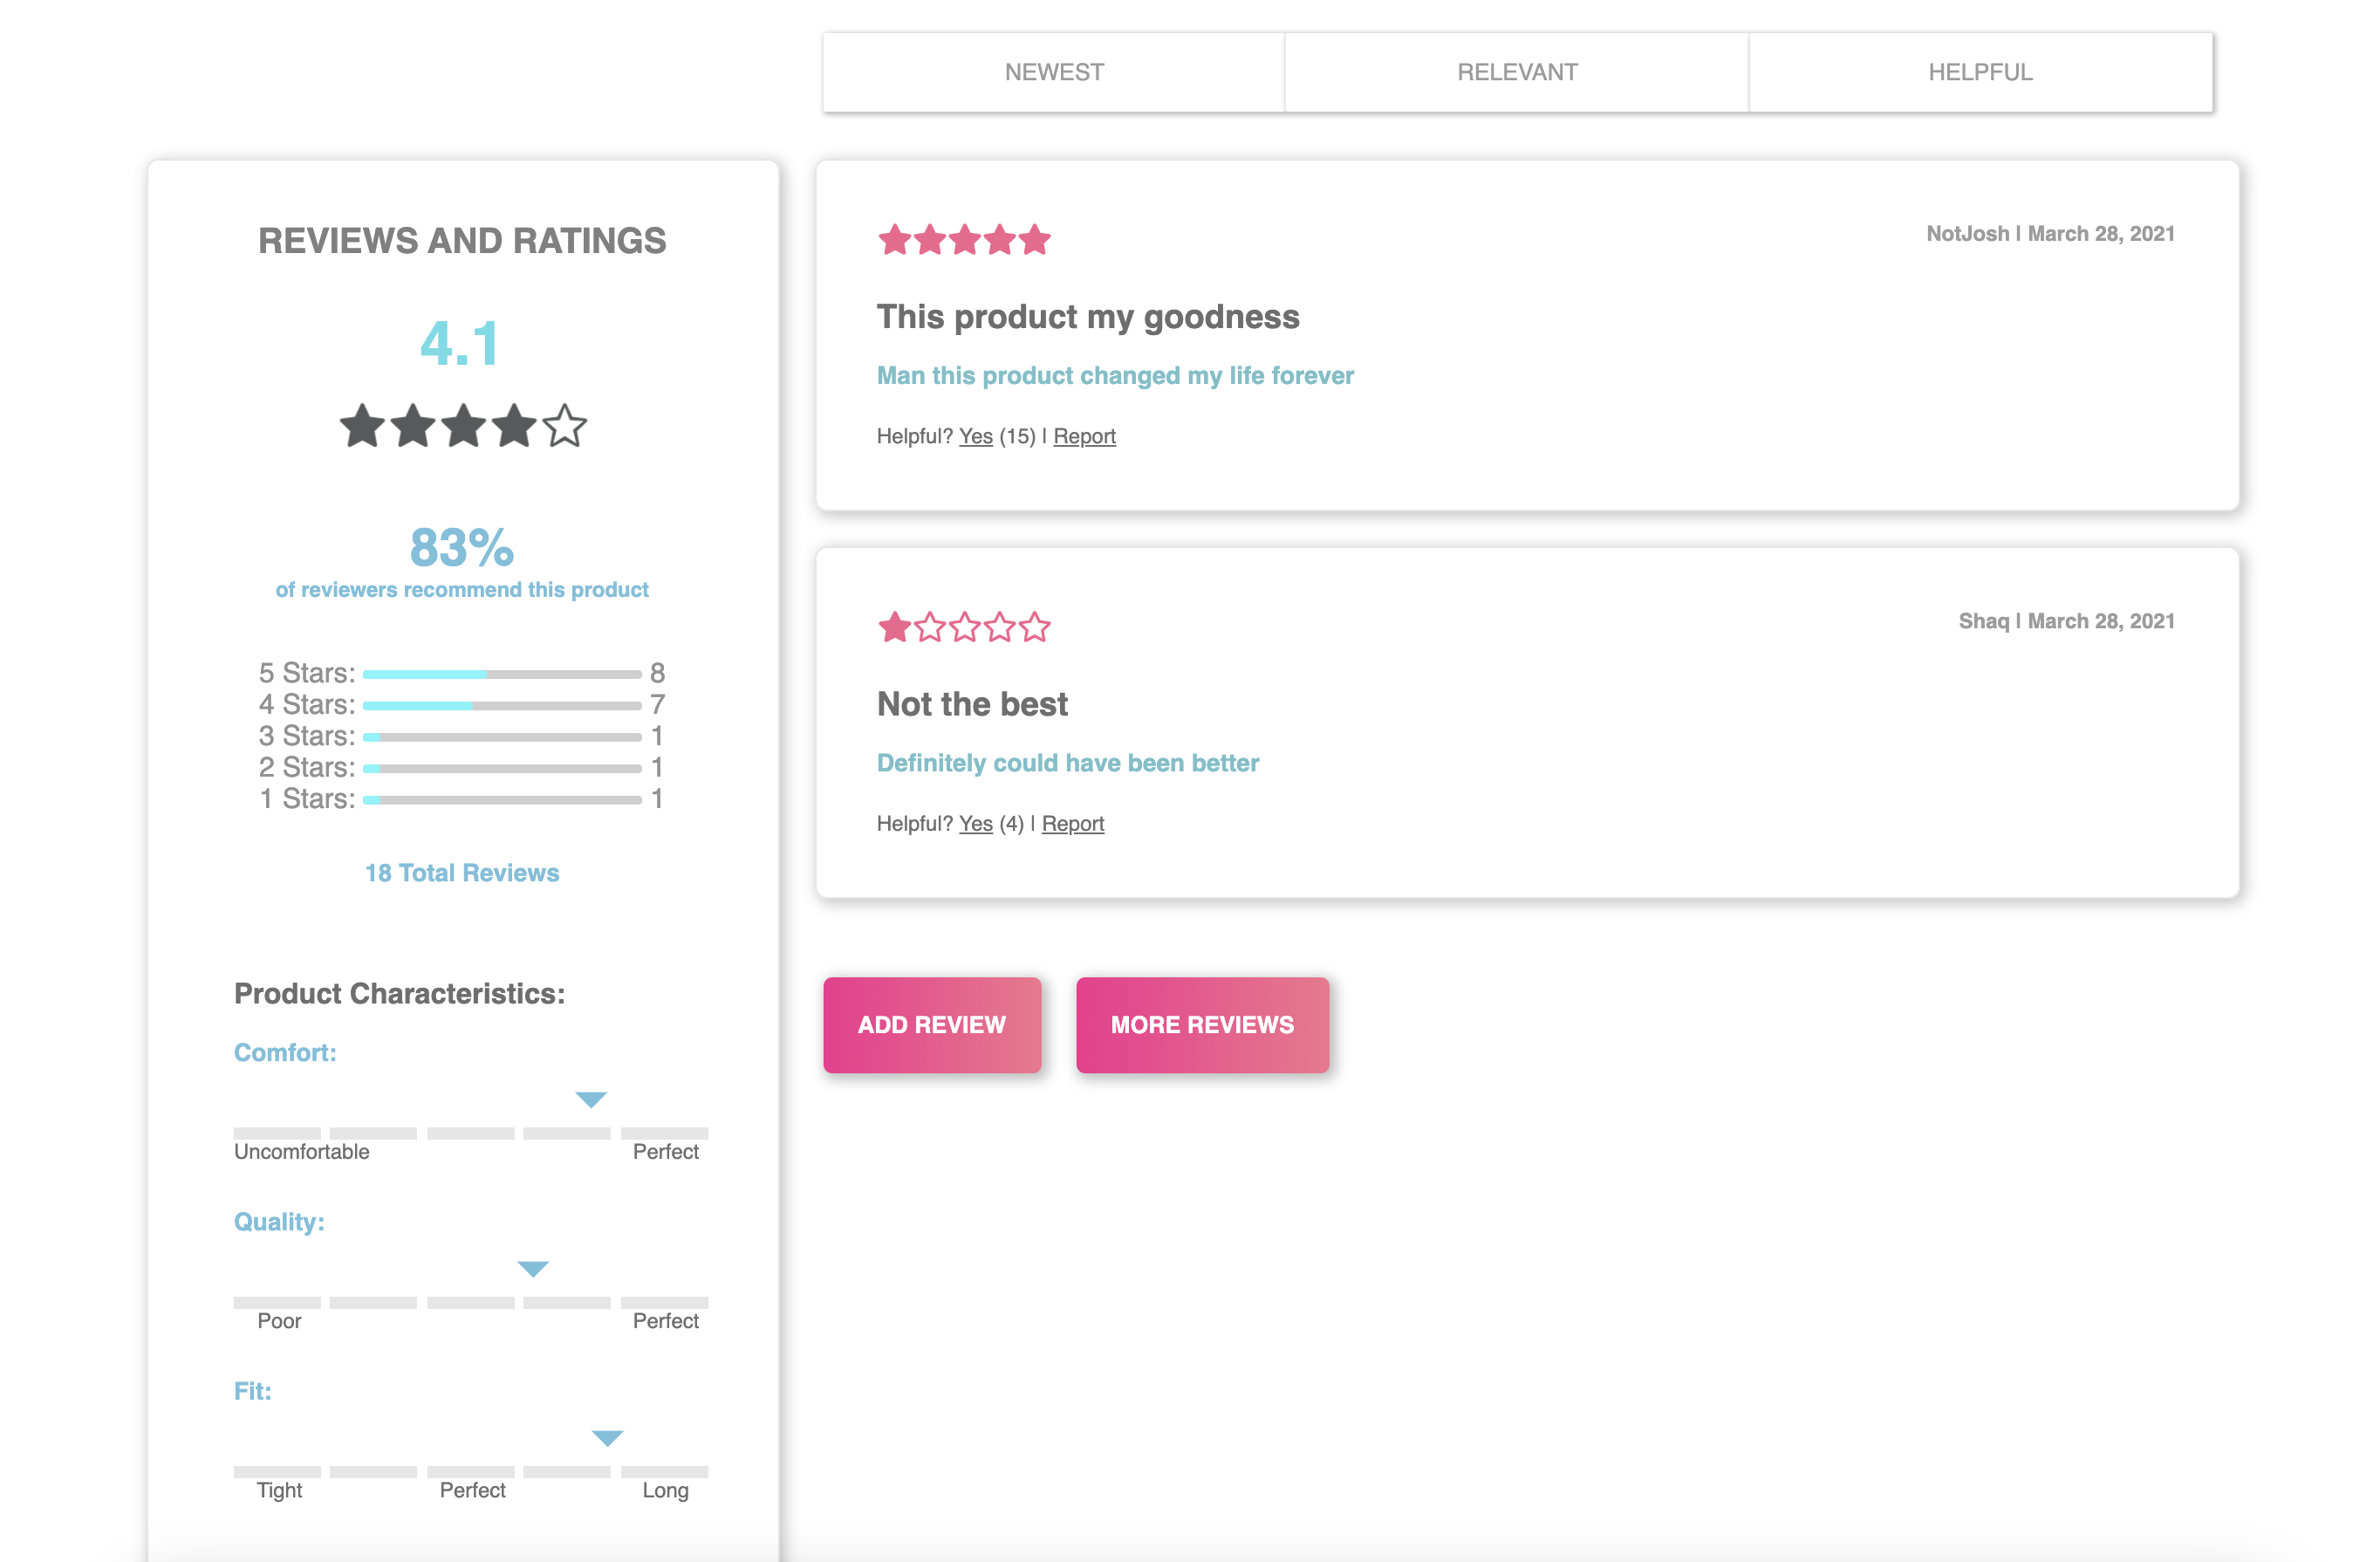 NEWEST
RELEVANT
HELPFUL
REVIEWS AND RATINGS
4.1
83%
of reviewers recommend this product
5 Stars: 8
4 Stars: 7
3 Stars: 1
2 Stars: 1
1 Stars: 1
18 Total Reviews
Product Characteristics:
Comfort:
Uncomfortable Perfect
Quality:
Poor Perfect
Fit:
Tight Perfect Long
NotJosh | March 28, 2021
This product my goodness
Man this product changed my life forever
Helpful? Yes (15) | Report
Shaq | March 28, 2021
Not the best
Definitely could have been better
Helpful? Yes (4) | Report
ADD REVIEW
MORE REVIEWS